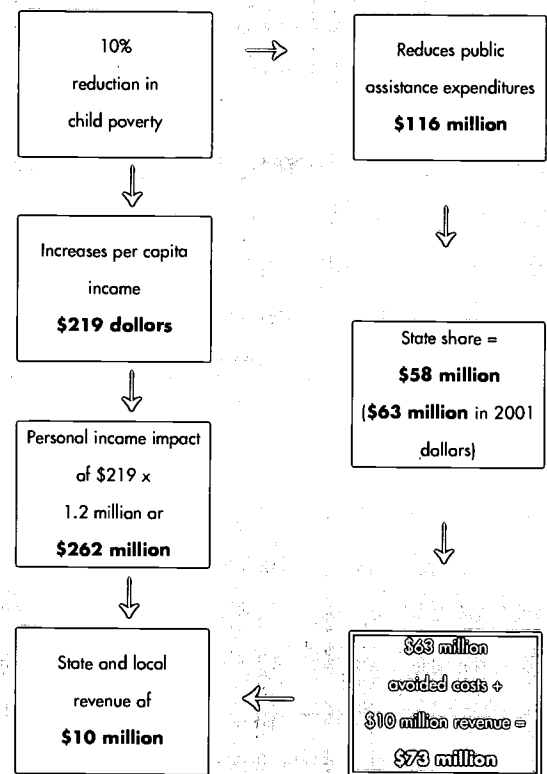 10%
reduction in
child poverty
Reduces public
assistance expenditures
$116 million
Increases per capita
income
$219 dollars
State share =
$58 million
($63 million in 2001
dollars)
Personal income impact
of $219 x
1.2 million or
$262 million
State and local
revenue of
$10 million
$63 million
avoided costs +
$10 million revenue =
$73 million